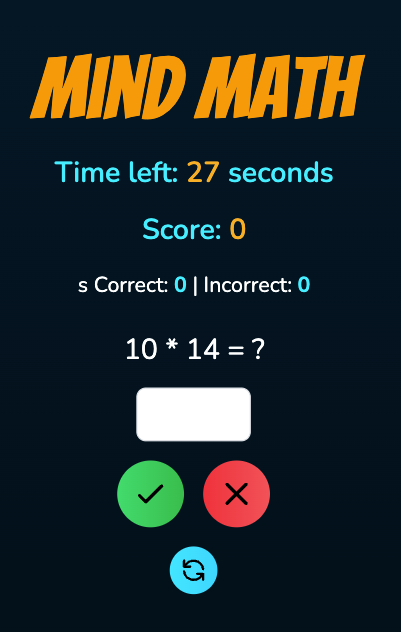 MIND MATH
Time left: 27 seconds
Score: 0
s Correct: 0 | Incorrect: 0
10 * 14 = ?